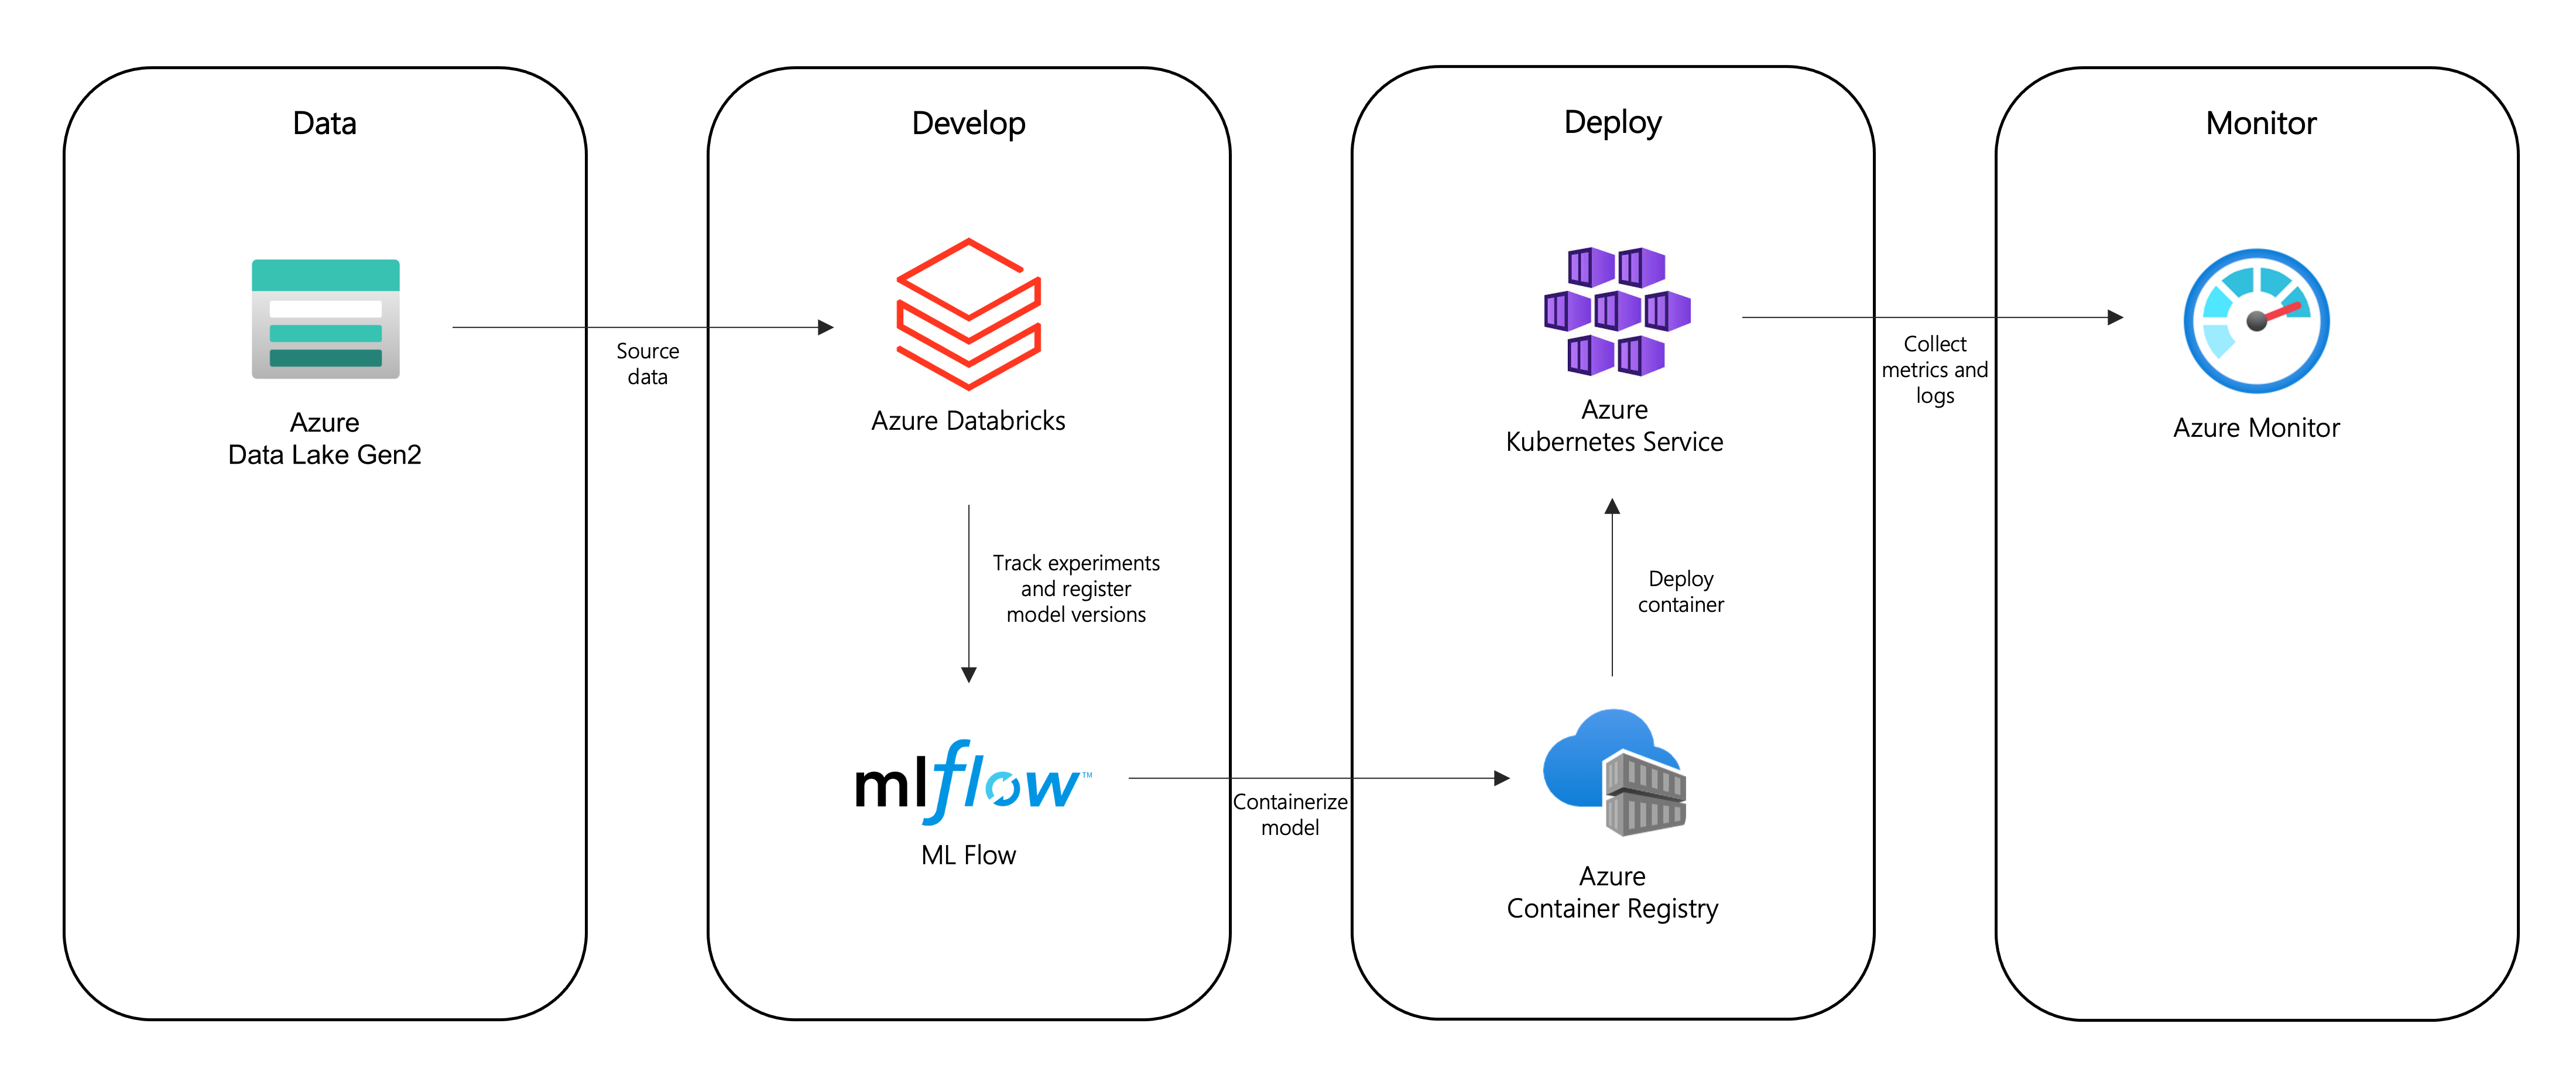 Data
Azure
Data Lake Gen2
Source
data
Develop
Azure Databricks
Track experiments
and register
model versions
mlflow™
ML Flow
Containerize
model
Deploy
Azure
Kubernetes Service
Deploy
container
Azure
Container Registry
Collect
metrics and
logs
Monitor
Azure Monitor